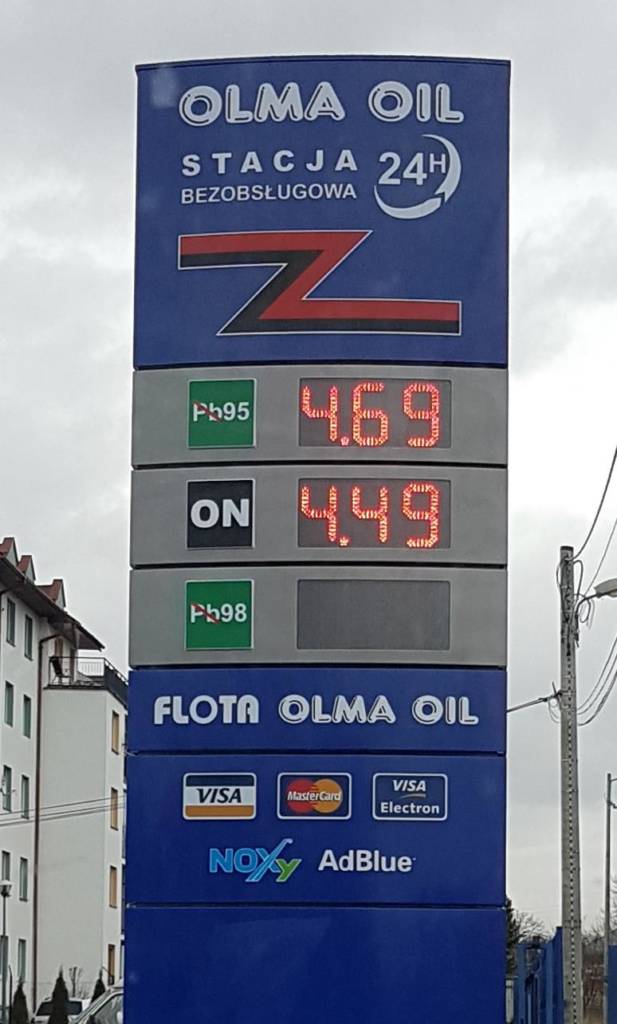 OLMA OIL
STACJA 24H
BEZOBSŁUGOWA
Pb95 4.69
ON 4.49
Pb98
FLOTA OLMA OIL
VISA MasterCard VISA Electron
NOXy AdBlue